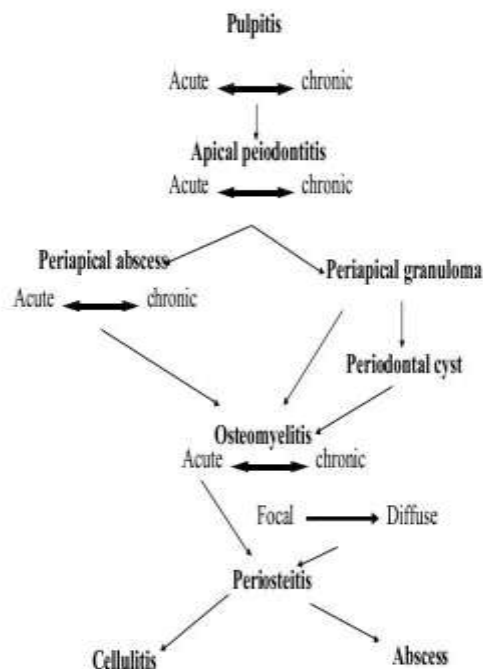 Pulpitis
Acute chronic
Apical peiodontitis
Acute chronic
Periapical abscess Periapical granuloma
Acute chronic
Periodontal cyst
Osteomyelitis
Acute chronic
Focal Diffuse
Periosteitis
Cellulitis Abscess